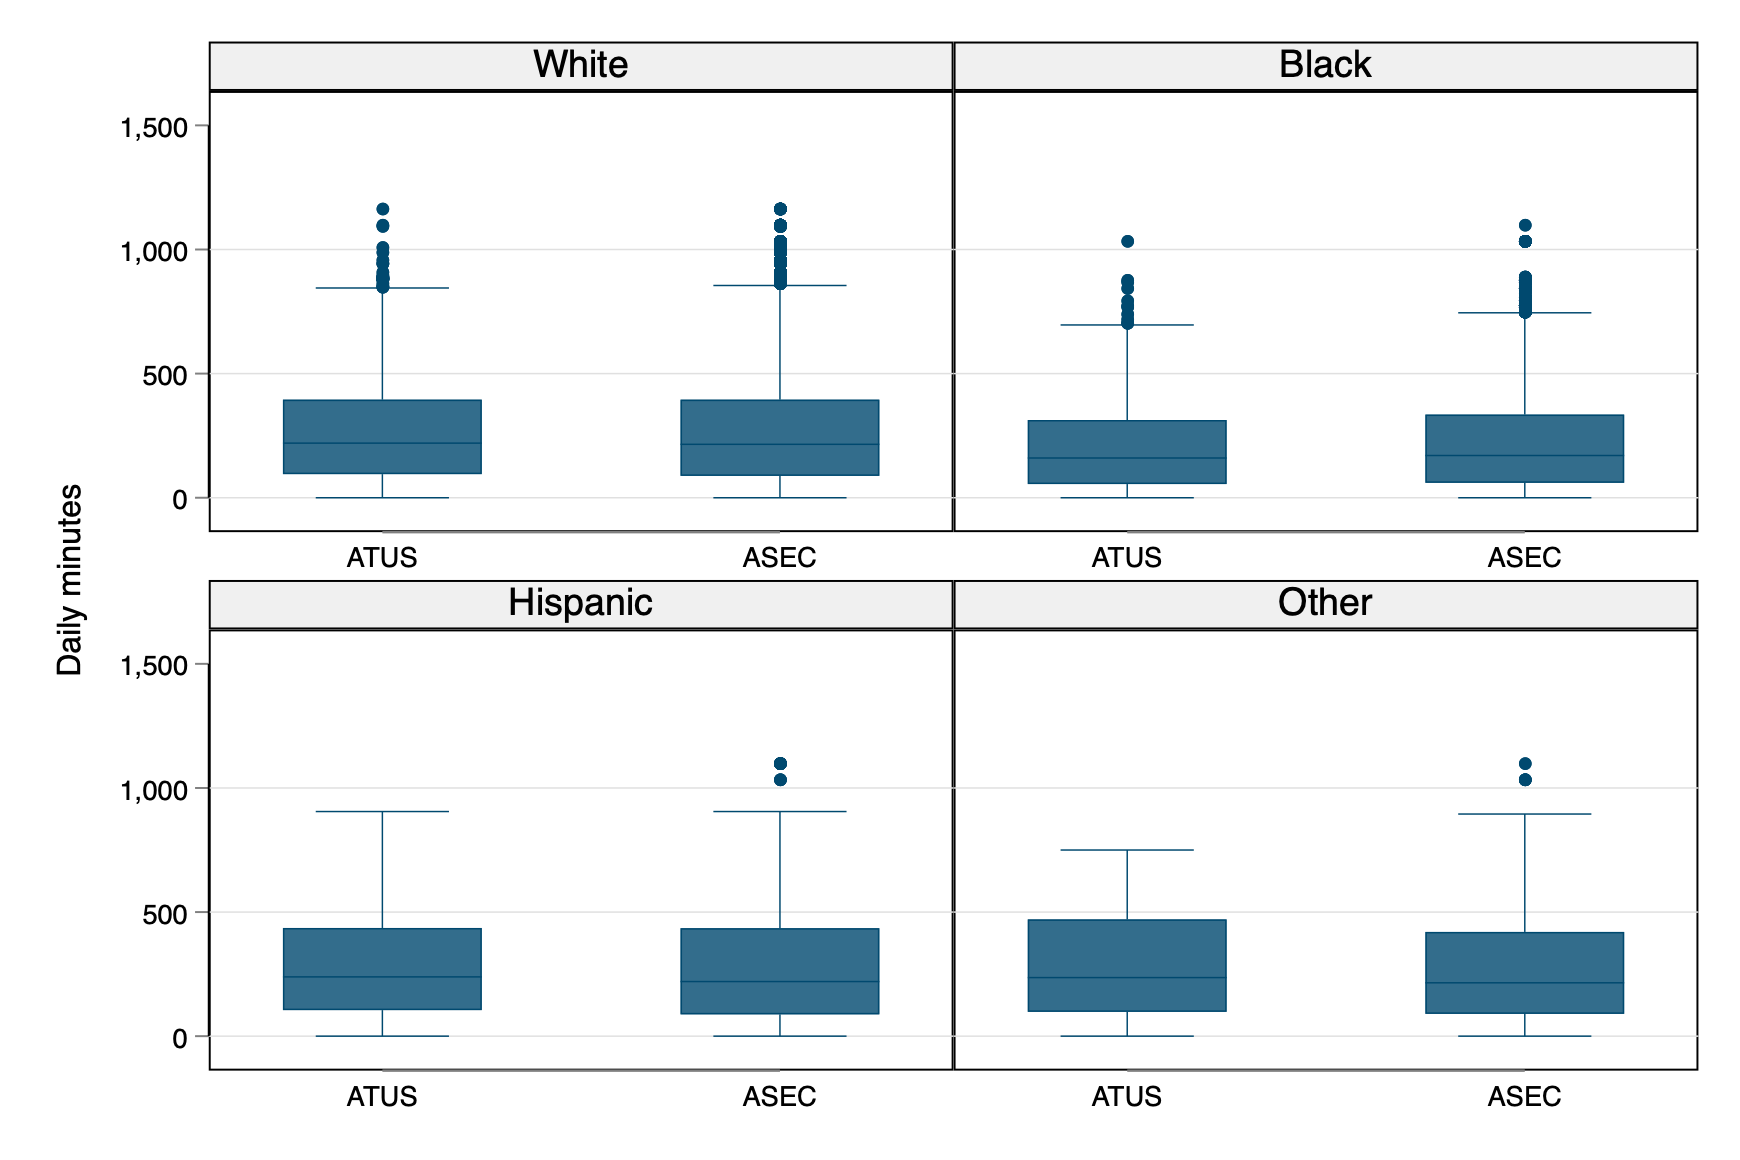 White
Black
1,500
1,000
500
0
ATUS
ASEC
ATUS
ASEC
Daily minutes
Hispanic
Other
1,500
1,000
500
0
ATUS
ASEC
ATUS
ASEC